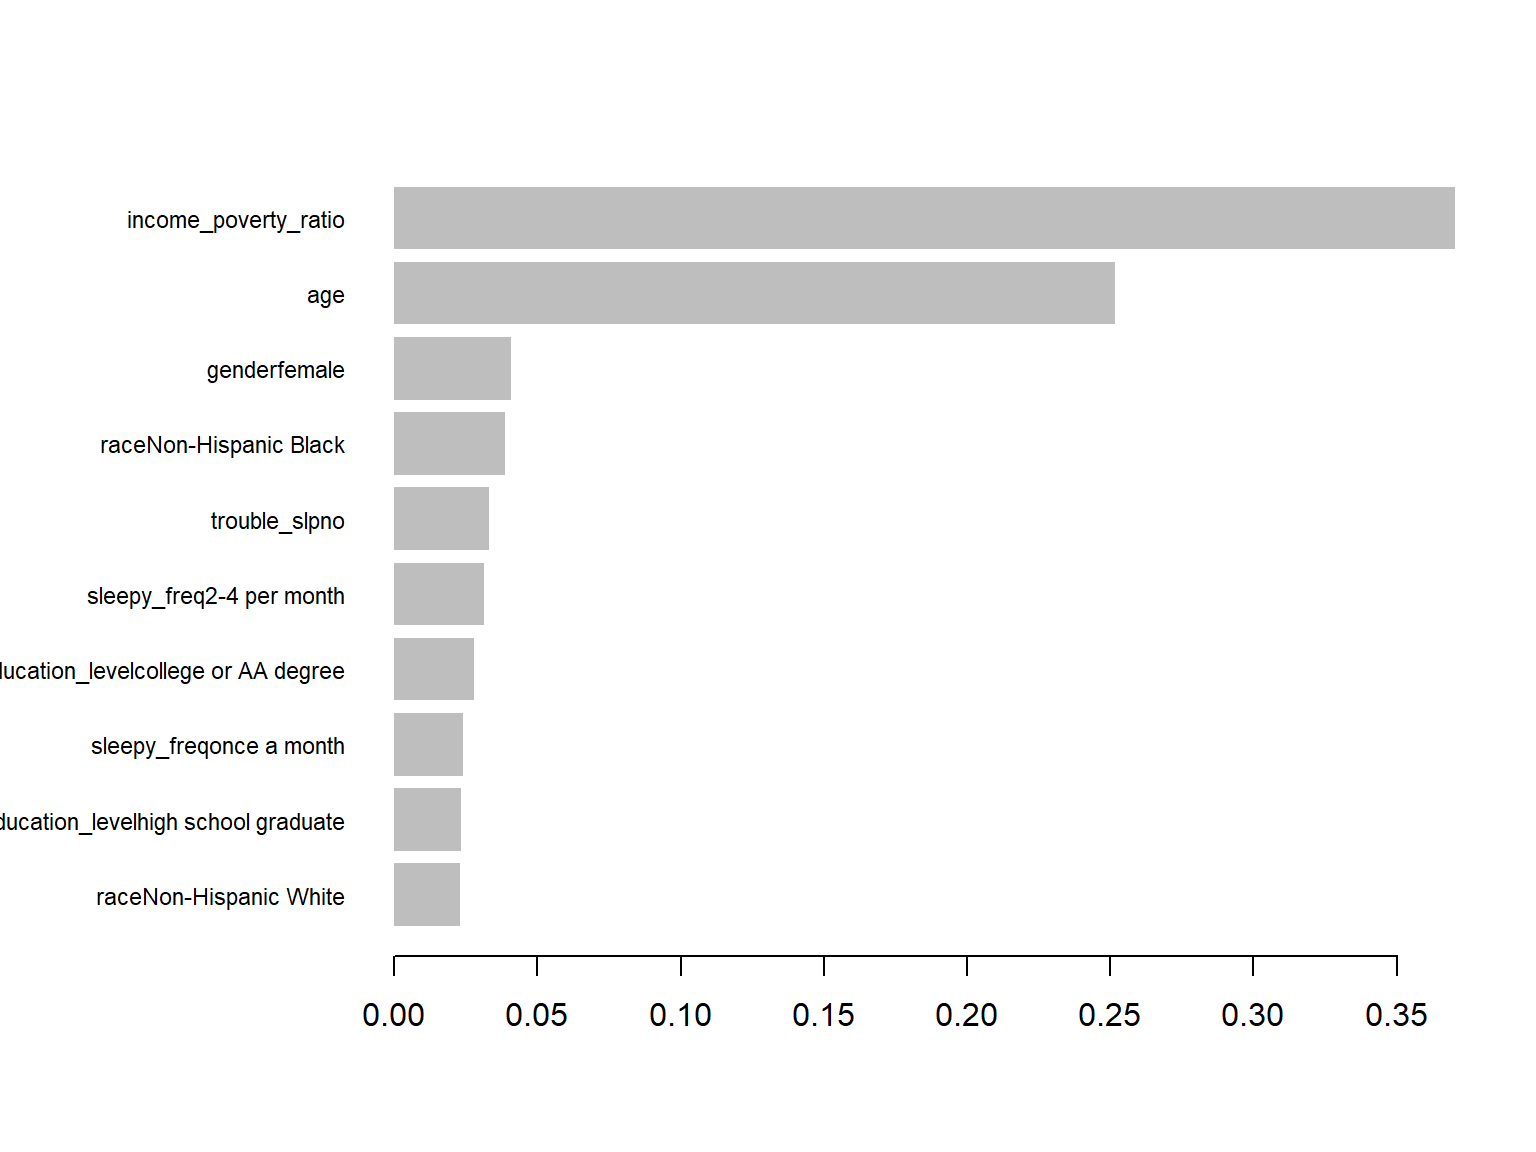 income_poverty_ratio
age
genderfemale
raceNon-Hispanic Black
trouble_slpno
sleepy_freq2-4 per month
lucation_levelcollege or AA degree
sleepy_freqonce a month
ducation_levelhigh school graduate
raceNon-Hispanic White
0.00 0.05 0.10 0.15 0.20 0.25 0.30 0.35